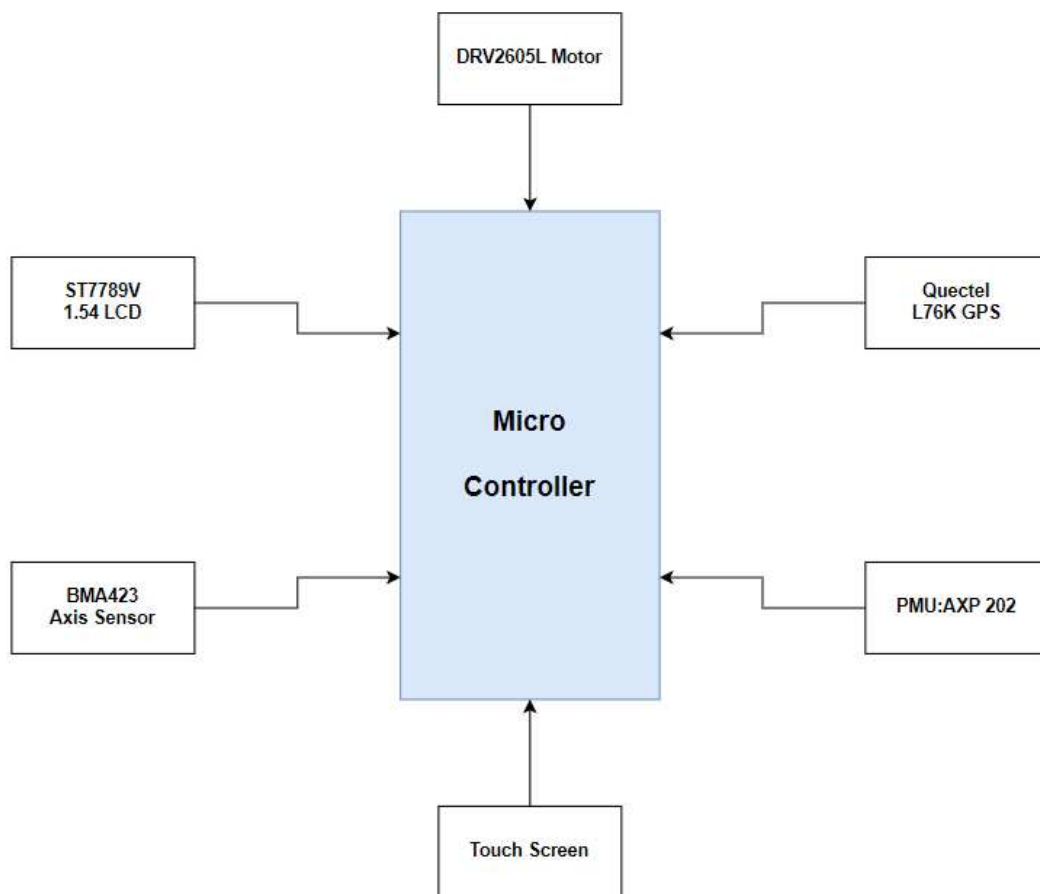 DRV2605L Motor
ST7789V
1.54 LCD
Quectel
L76K GPS
Micro
Controller
BMA423
Axis Sensor
PMU:AXP 202
Touch Screen